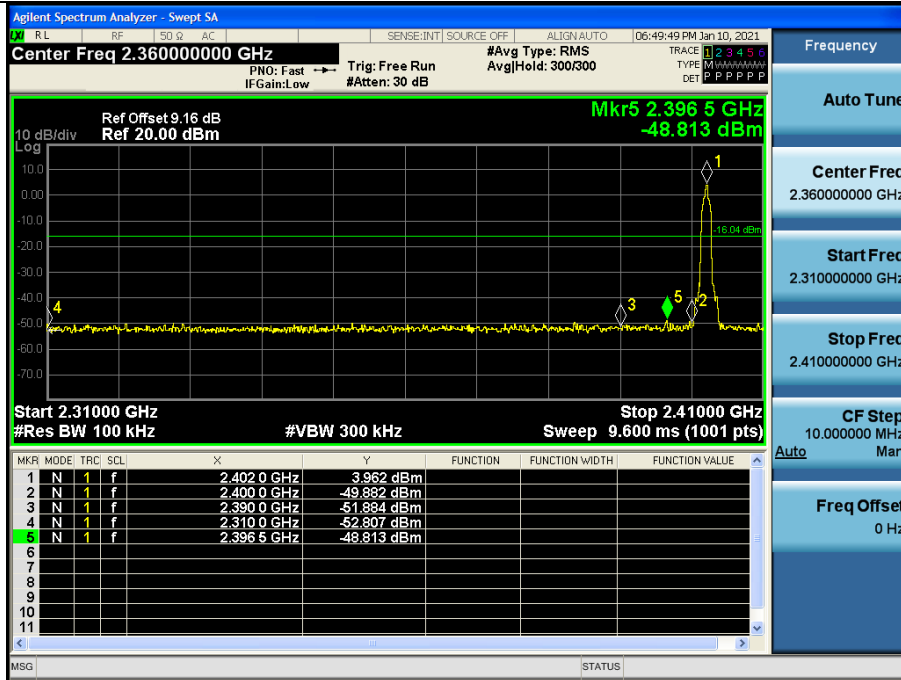 Agilent Spectrum Analyzer - Swept SA
LXI RL RF 50 Ω AC SENSE:INT SOURCE OFF ALIGN AUTO 06:49:49 PM Jan 10, 2021
Center Freq 2.360000000 GHz #Avg Type: RMS TRACE 1 2 3 4 5 6
PNO: Fast Trig: Free Run Avg|Hold: 300/300 TYPE M W W W W W
IFGain:Low #Atten: 30 dB DET P P P P P P
Mkr5 2.396 5 GHz
-48.813 dBm
Ref Offset 9.16 dB
10 dB/div Ref 20.00 dBm
Log
10.0
0.00
-10.0
-20.0
-30.0
-40.0
-50.0
-60.0
-70.0
1
-16.04 dBm
4
3
5
2
Start 2.31000 GHz Stop 2.41000 GHz
#Res BW 100 kHz #VBW 300 kHz Sweep 9.600 ms (1001 pts)
MKR MODE TRC SCL X Y FUNCTION FUNCTION WIDTH FUNCTION VALUE
1 N 1 f 2.402 0 GHz 3.962 dBm
2 N 1 f 2.400 0 GHz -49.882 dBm
3 N 1 f 2.390 0 GHz -51.884 dBm
4 N 1 f 2.310 0 GHz -52.807 dBm
5 N 1 f 2.396 5 GHz -48.813 dBm
6
7
8
9
10
11
MSG STATUS
Frequency
Auto Tune
Center Freq
2.360000000 GHz
Start Freq
2.310000000 GHz
Stop Freq
2.410000000 GHz
CF Step
10.000000 MHz
Auto Man
Freq Offset
0 Hz